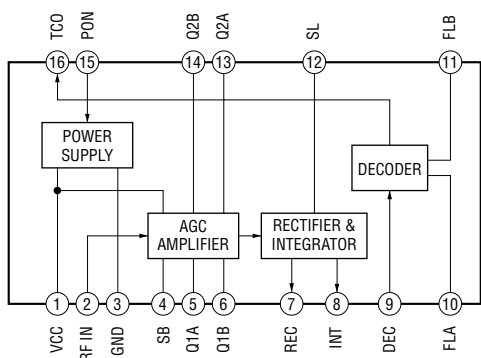 TCO
PON
Q2B
Q2A
SL
FLB
16
15
14
13
12
11
POWER
SUPPLY
DECODER
AGC
AMPLIFIER
RECTIFIER &
INTEGRATOR
1
2
3
4
5
6
7
8
9
10
VCC
RF IN
GND
SB
Q1A
Q1B
REC
INT
DEC
FLA